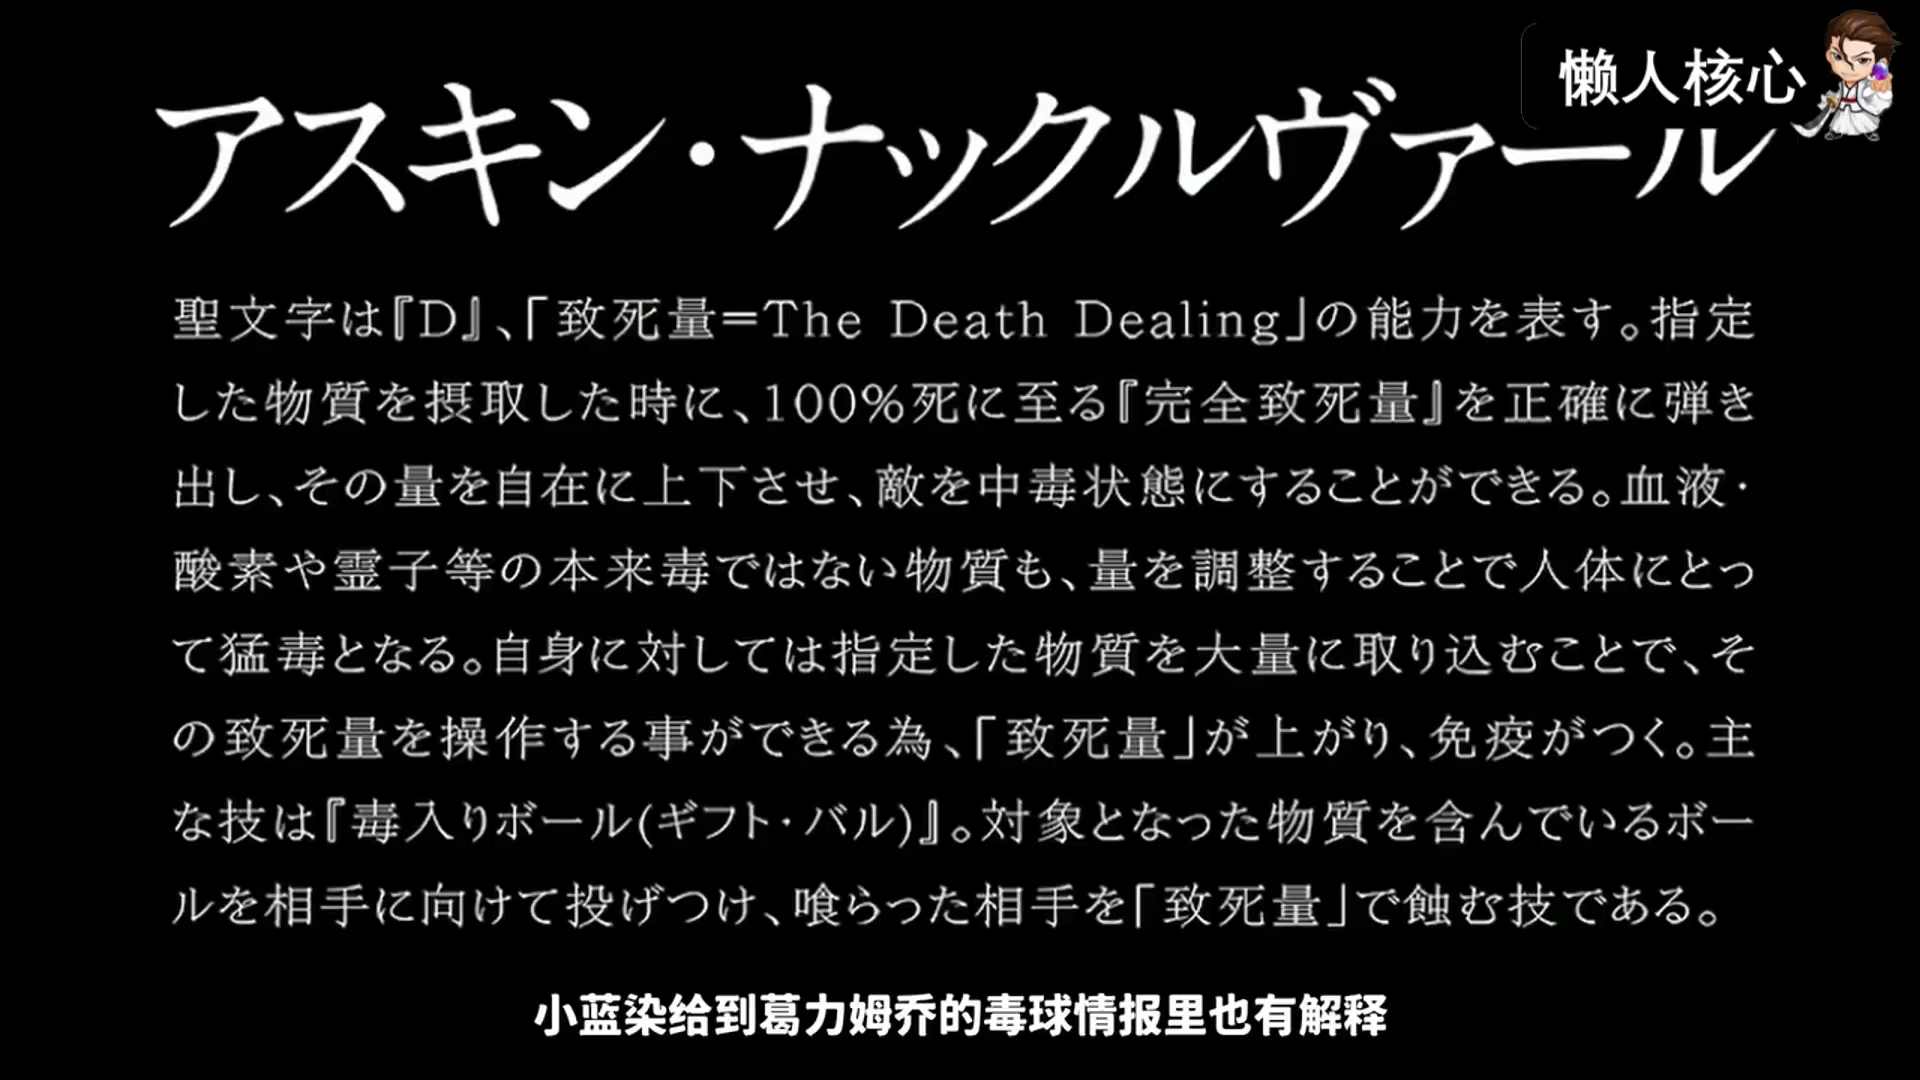 懒人核心
アスキン・ナックルヴァール
聖文字は『D』、「致死量=The Death Dealing」の能力を表す。指定
した物質を摂取した時に、100%死に至る『完全致死量』を正確に弾き
出し、その量を自在に上下させ、敵を中毒状態にすることができる。血液・
酸素や霊子等の本来毒ではない物質も、量を調整することで人体にとっ
て猛毒となる。自身に対しては指定した物質を大量に取り込むことで、そ
の致死量を操作する事ができる為、「致死量」が上がり、免疫がつく。主
な技は『毒入りボール(ギフト・バル)』。対象となった物質を含んでいるボー
ルを相手に向けて投げつけ、喰らった相手を「致死量」で蝕む技である。
小蓝染给到葛力姆乔的毒球情报里也有解释